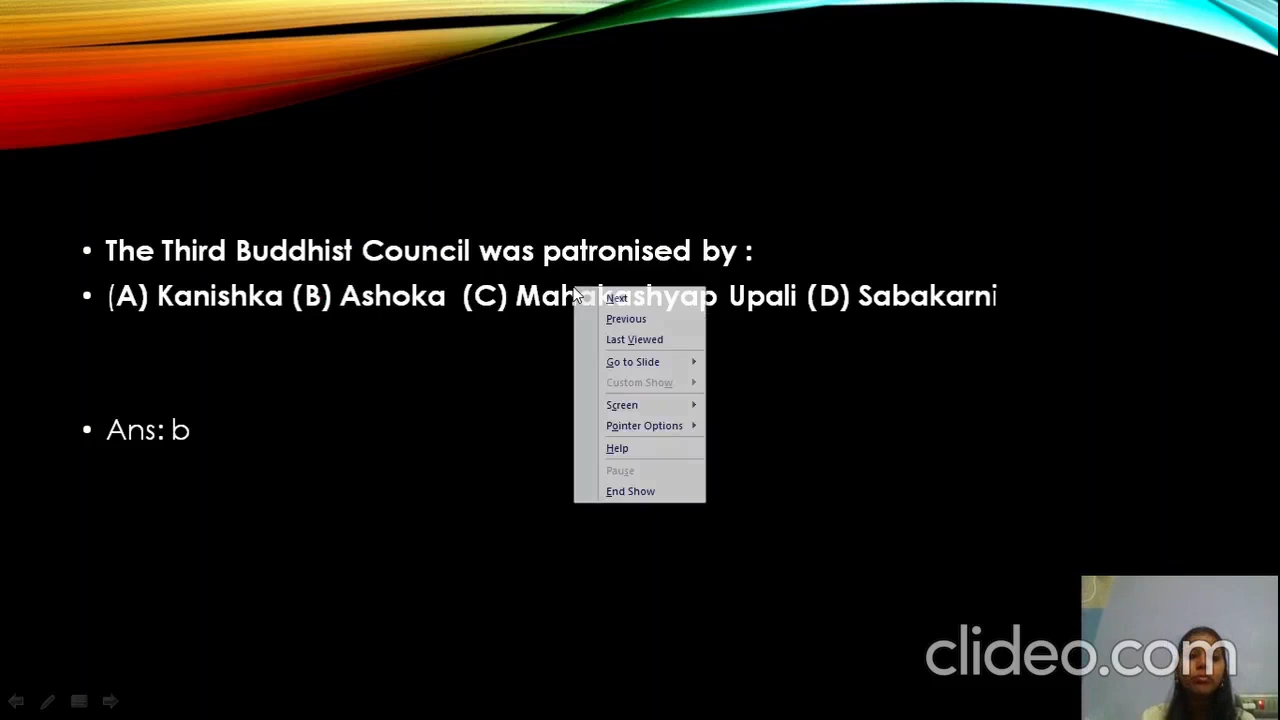 The Third Buddhist Council was patronised by :
(A) Kanishka (B) Ashoka (C) Mahakashyap Upali (D) Sabakarni
Next
Previous
Last Viewed
Go to Slide
Custom Show
Screen
Pointer Options
Help
Pause
End Show
Ans: b
clideo.com